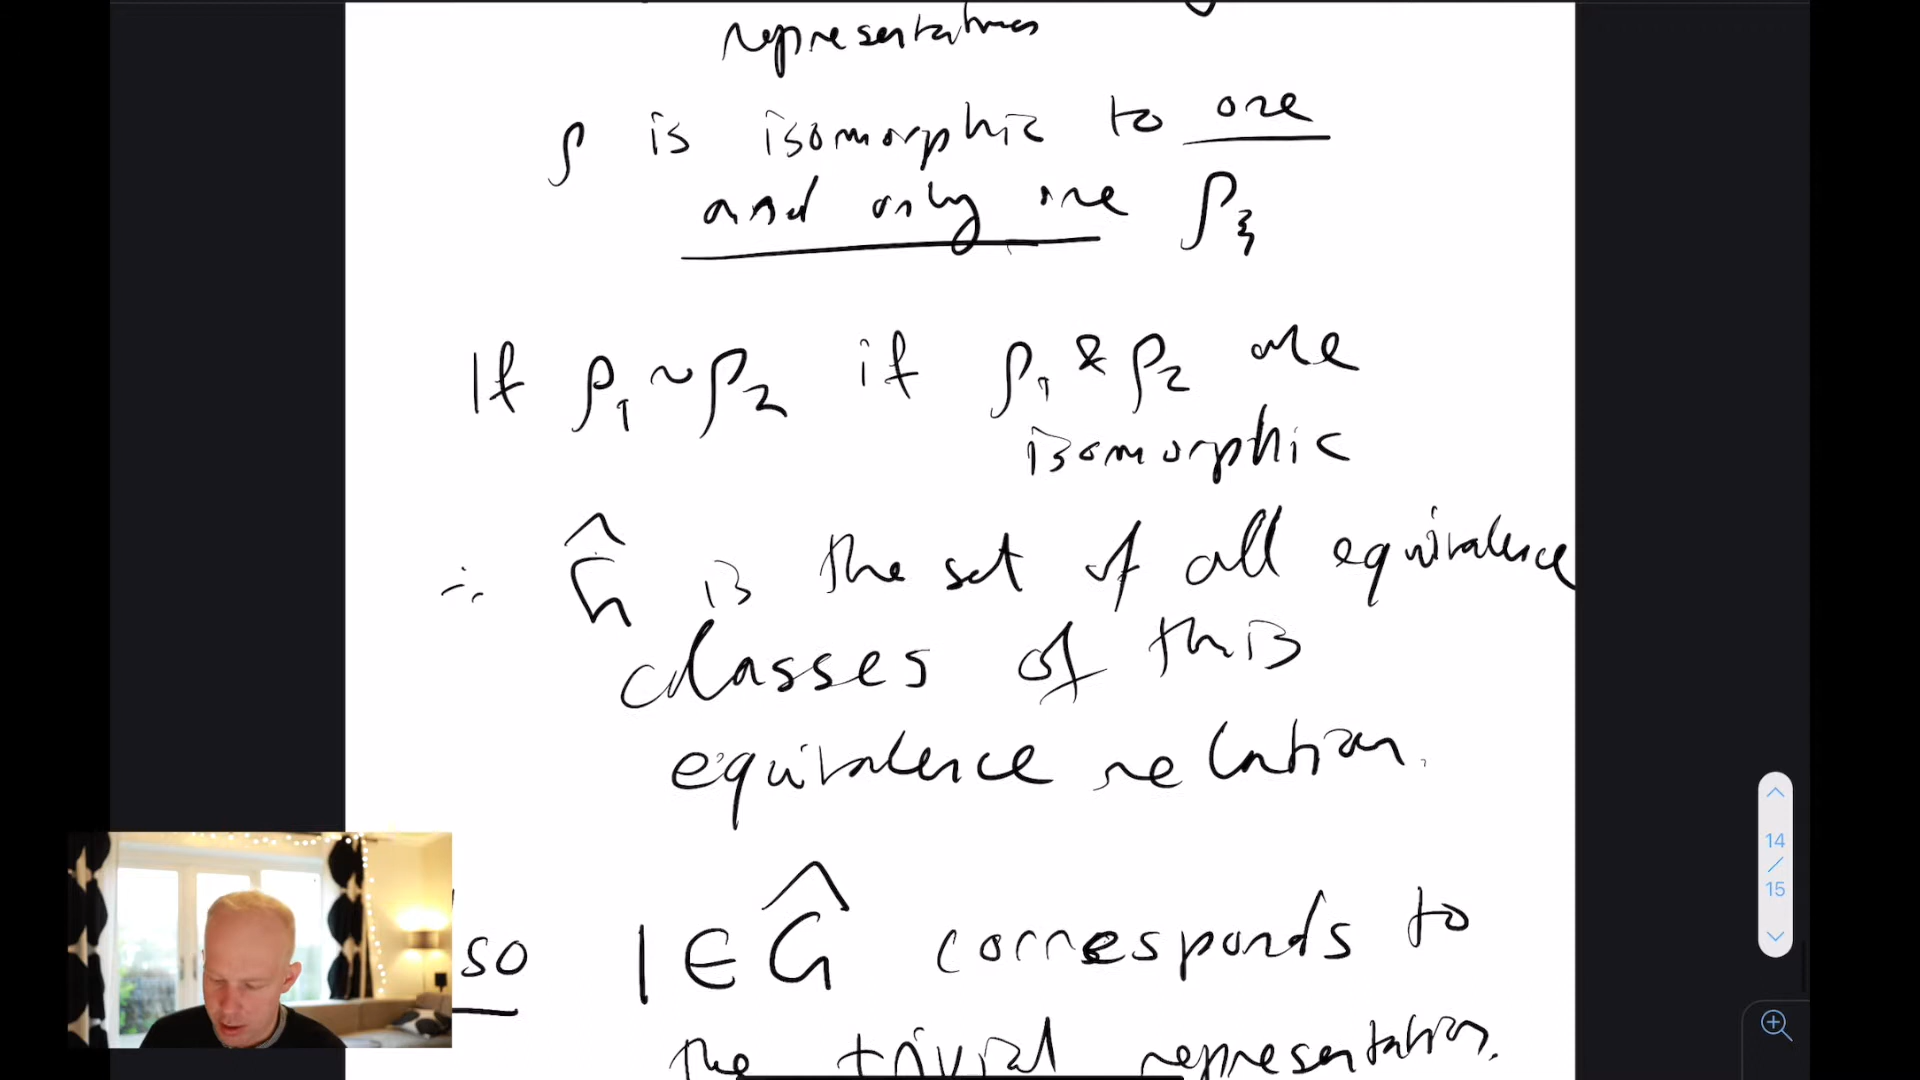 representations
ρ is isomorphic to one
and only one ρ_ξ
If ρ₁ ~ ρ₂ if ρ₁ & ρ₂ are
isomorphic
∴ Ĝ is the set of all equivalence
classes of this
equivalence relation.
so 1 ∈ Ĝ corresponds to
the trivial representation.
14
/
15